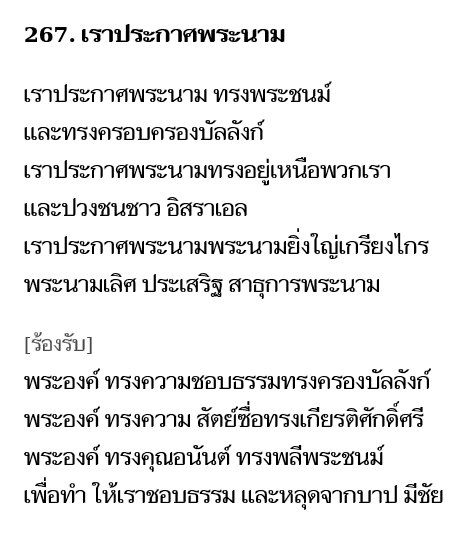 267. เราประกาศพระนาม
เราประกาศพระนาม ทรงพระชนม์
และทรงครอบครองบัลลังก์
เราประกาศพระนามทรงอยู่เหนือพวกเรา
และปวงชนชาว อิสราเอล
เราประกาศพระนามพระนามยิ่งใญ่เกรียงไกร
พระนามเลิศ ประเสริฐ สาธุการพระนาม
[ร้องรับ]
พระองค์ ทรงความชอบธรรมทรงครองบัลลังก์
พระองค์ ทรงความ สัตย์ชื่อทรงเกียรติศักดิ์ศรี
พระองค์ ทรงคุณอนันต์ ทรงพลีพระชนม์
เพื่อทำ ให้เราชอบธรรม และหลุดจากบาป มีชัย